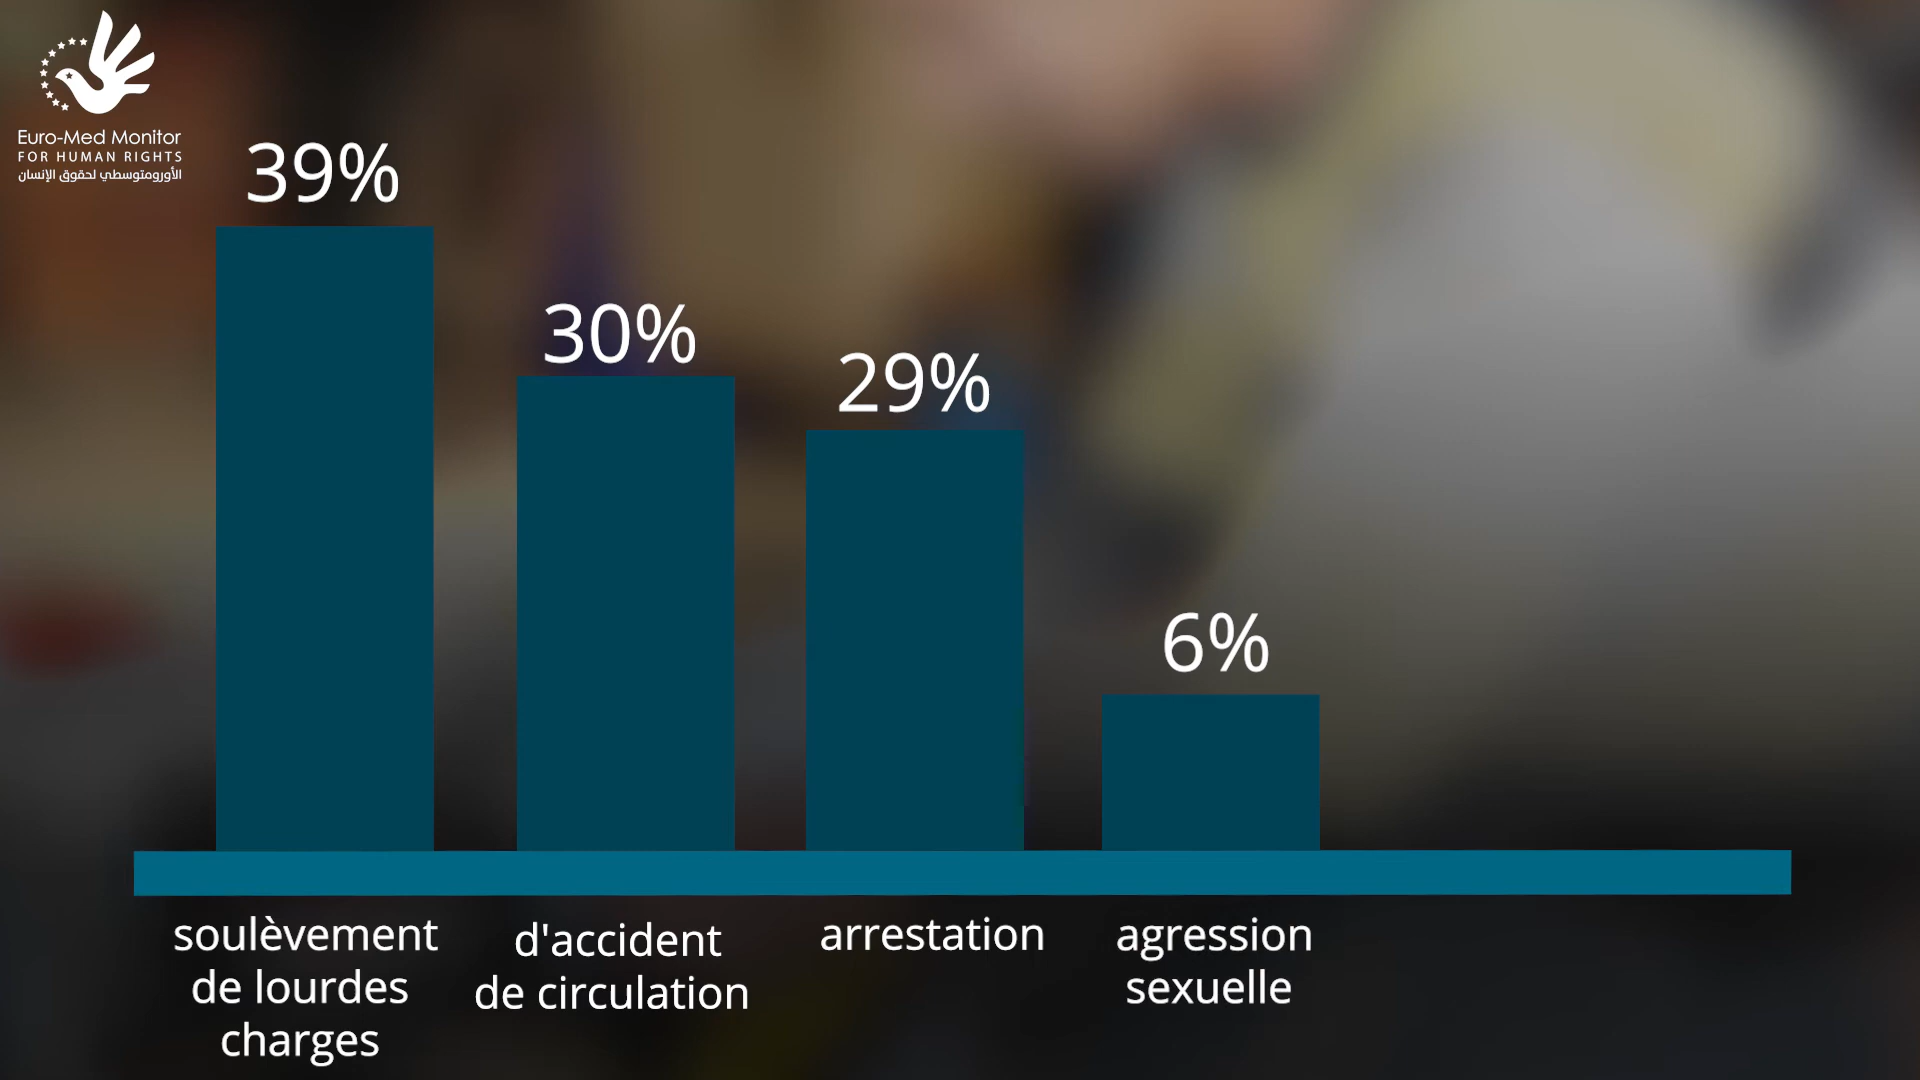 Euro-Med Monitor
FOR HUMAN RIGHTS
الأورومتوسطي لحقوق الإنسان
39%
30%
29%
6%
soulèvement
de lourdes
charges
d'accident
de circulation
arrestation
agression
sexuelle